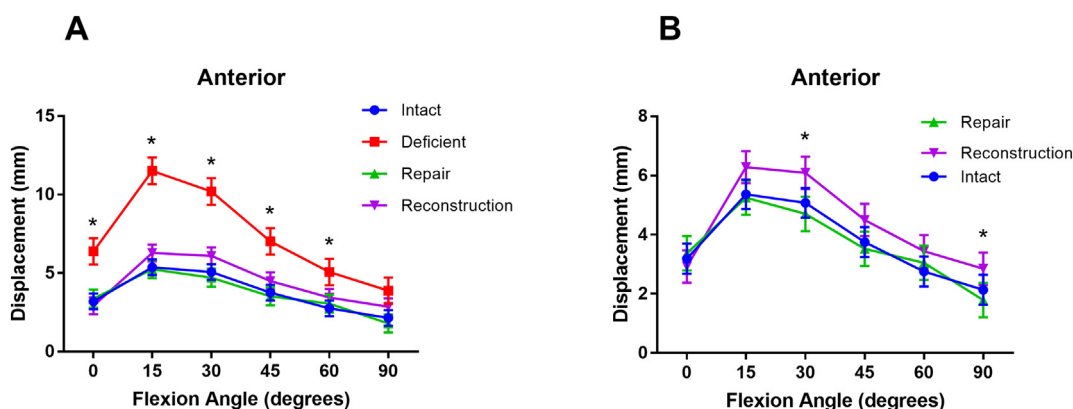 A
Anterior
Displacement (mm)
15
10
5
0
*
*
*
*
*
0 15 30 45 60 90
Flexion Angle (degrees)
Intact
Deficient
Repair
Reconstruction
B
Anterior
Displacement (mm)
8
6
4
2
0
*
*
0 15 30 45 60 90
Flexion Angle (degrees)
Repair
Reconstruction
Intact